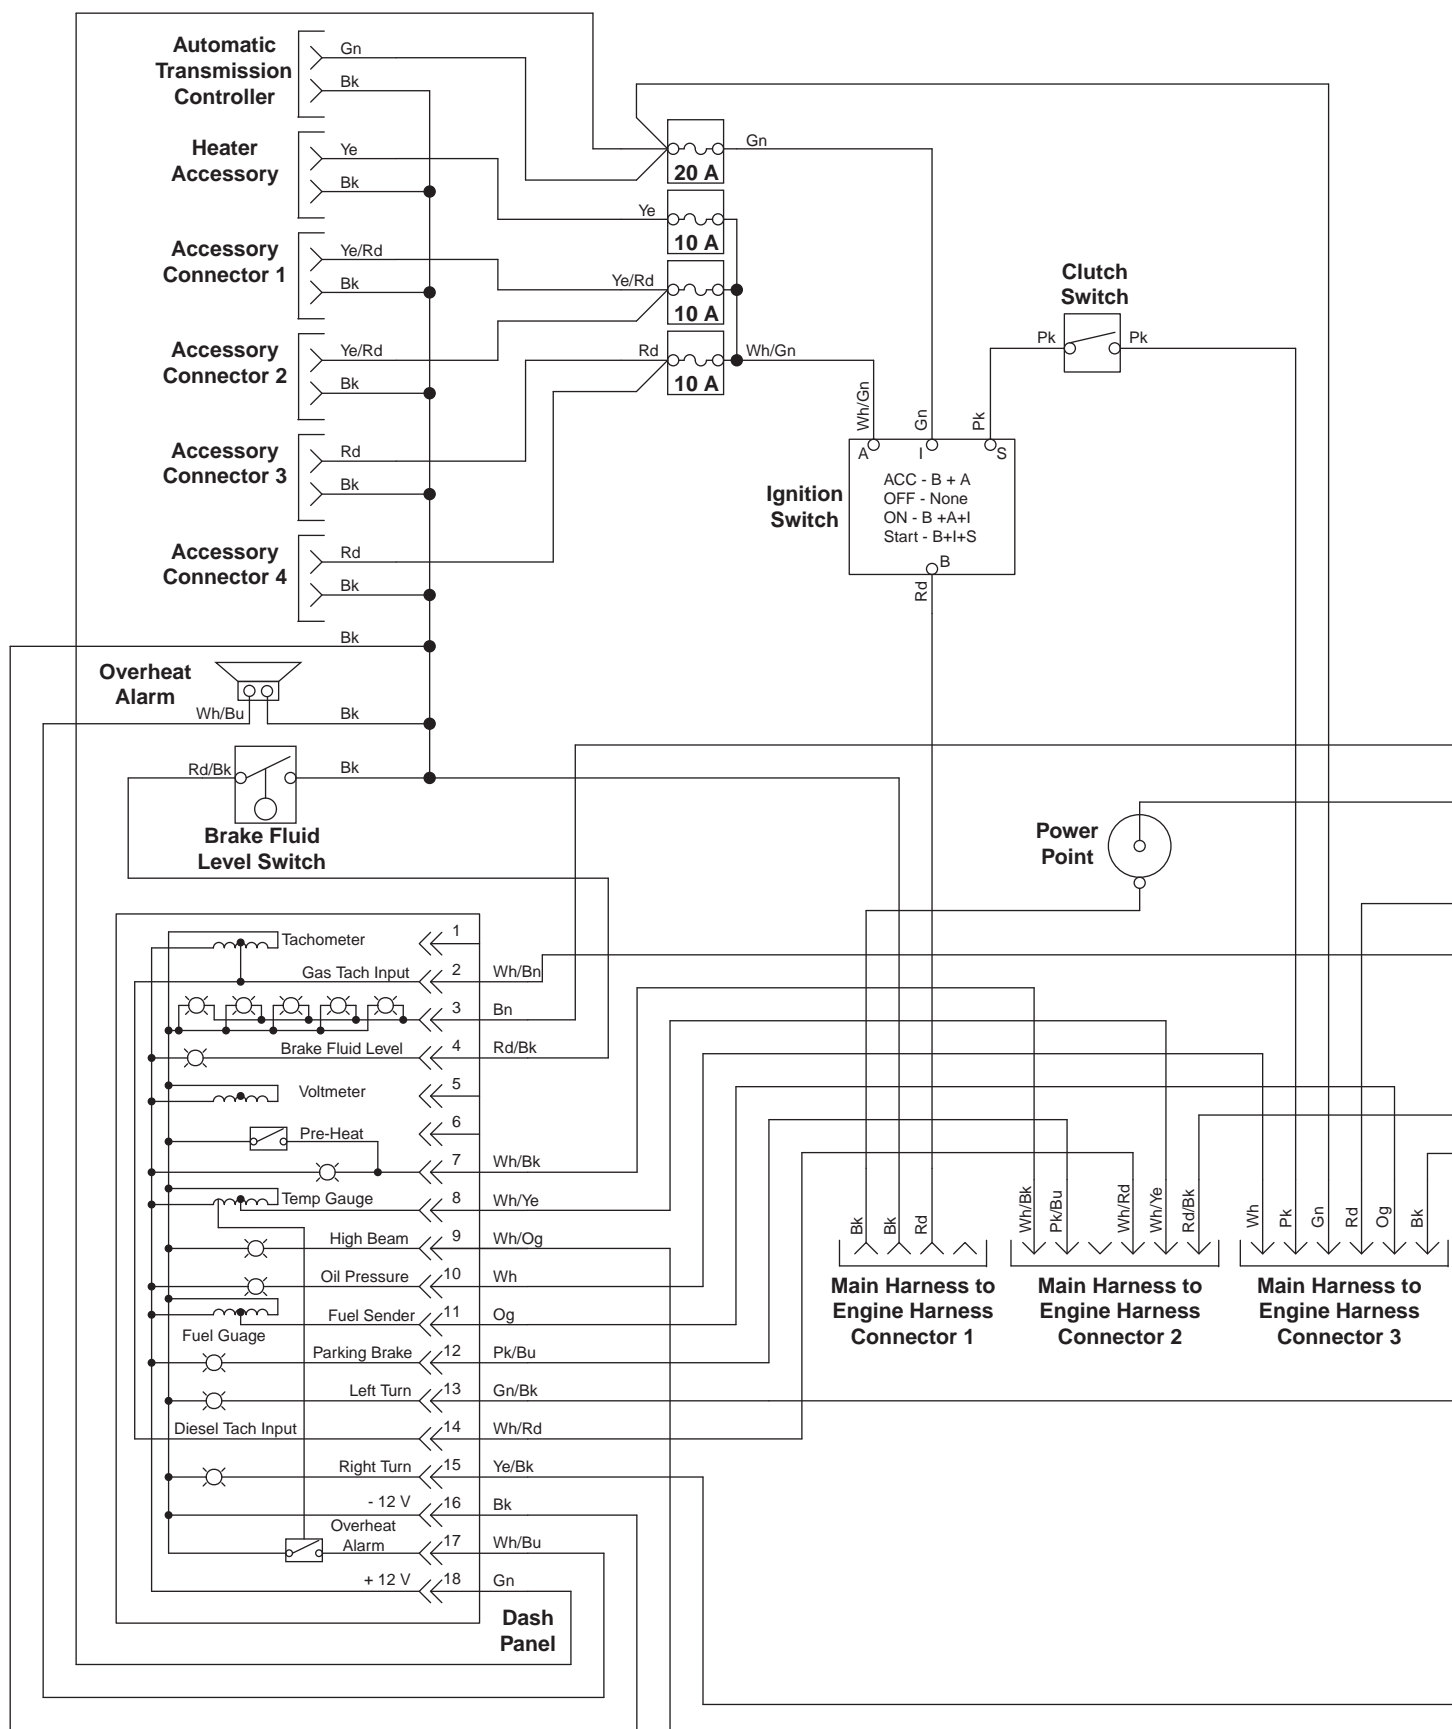 Automatic
Transmission
Controller
Gn
Bk
Heater
Accessory
Ye
Bk
Accessory
Connector 1
Ye/Rd
Bk
Accessory
Connector 2
Ye/Rd
Bk
Accessory
Connector 3
Rd
Bk
Accessory
Connector 4
Rd
Bk
Bk
20 A
Gn
Ye
10 A
Ye/Rd
10 A
Rd
10 A
Wh/Gn
Clutch
Switch
Pk
Pk
Wh/Gn
Gn
Pk
A
I
S
Ignition
Switch
ACC - B + A
OFF - None
ON - B +A+I
Start - B+I+S
B
Rd
Overheat
Alarm
Wh/Bu
Bk
Rd/Bk
Bk
Brake Fluid
Level Switch
Power
Point
Tachometer
1
Gas Tach Input
2
Wh/Bn
3
Bn
Brake Fluid Level
4
Rd/Bk
Voltmeter
5
Pre-Heat
6
7
Wh/Bk
Temp Gauge
8
Wh/Ye
High Beam
9
Wh/Og
Oil Pressure
10
Wh
Fuel Sender
11
Og
Fuel Guage
Parking Brake
12
Pk/Bu
Left Turn
13
Gn/Bk
Diesel Tach Input
14
Wh/Rd
Right Turn
15
Ye/Bk
- 12 V
16
Bk
Overheat
Alarm
17
Wh/Bu
+ 12 V
18
Gn
Dash
Panel
Bk
Bk
Rd
Main Harness to
Engine Harness
Connector 1
Wh/Bk
Pk/Bu
Wh/Rd
Wh/Ye
Rd/Bk
Main Harness to
Engine Harness
Connector 2
Wh
Pk
Gn
Rd
Og
Bk
Main Harness to
Engine Harness
Connector 3